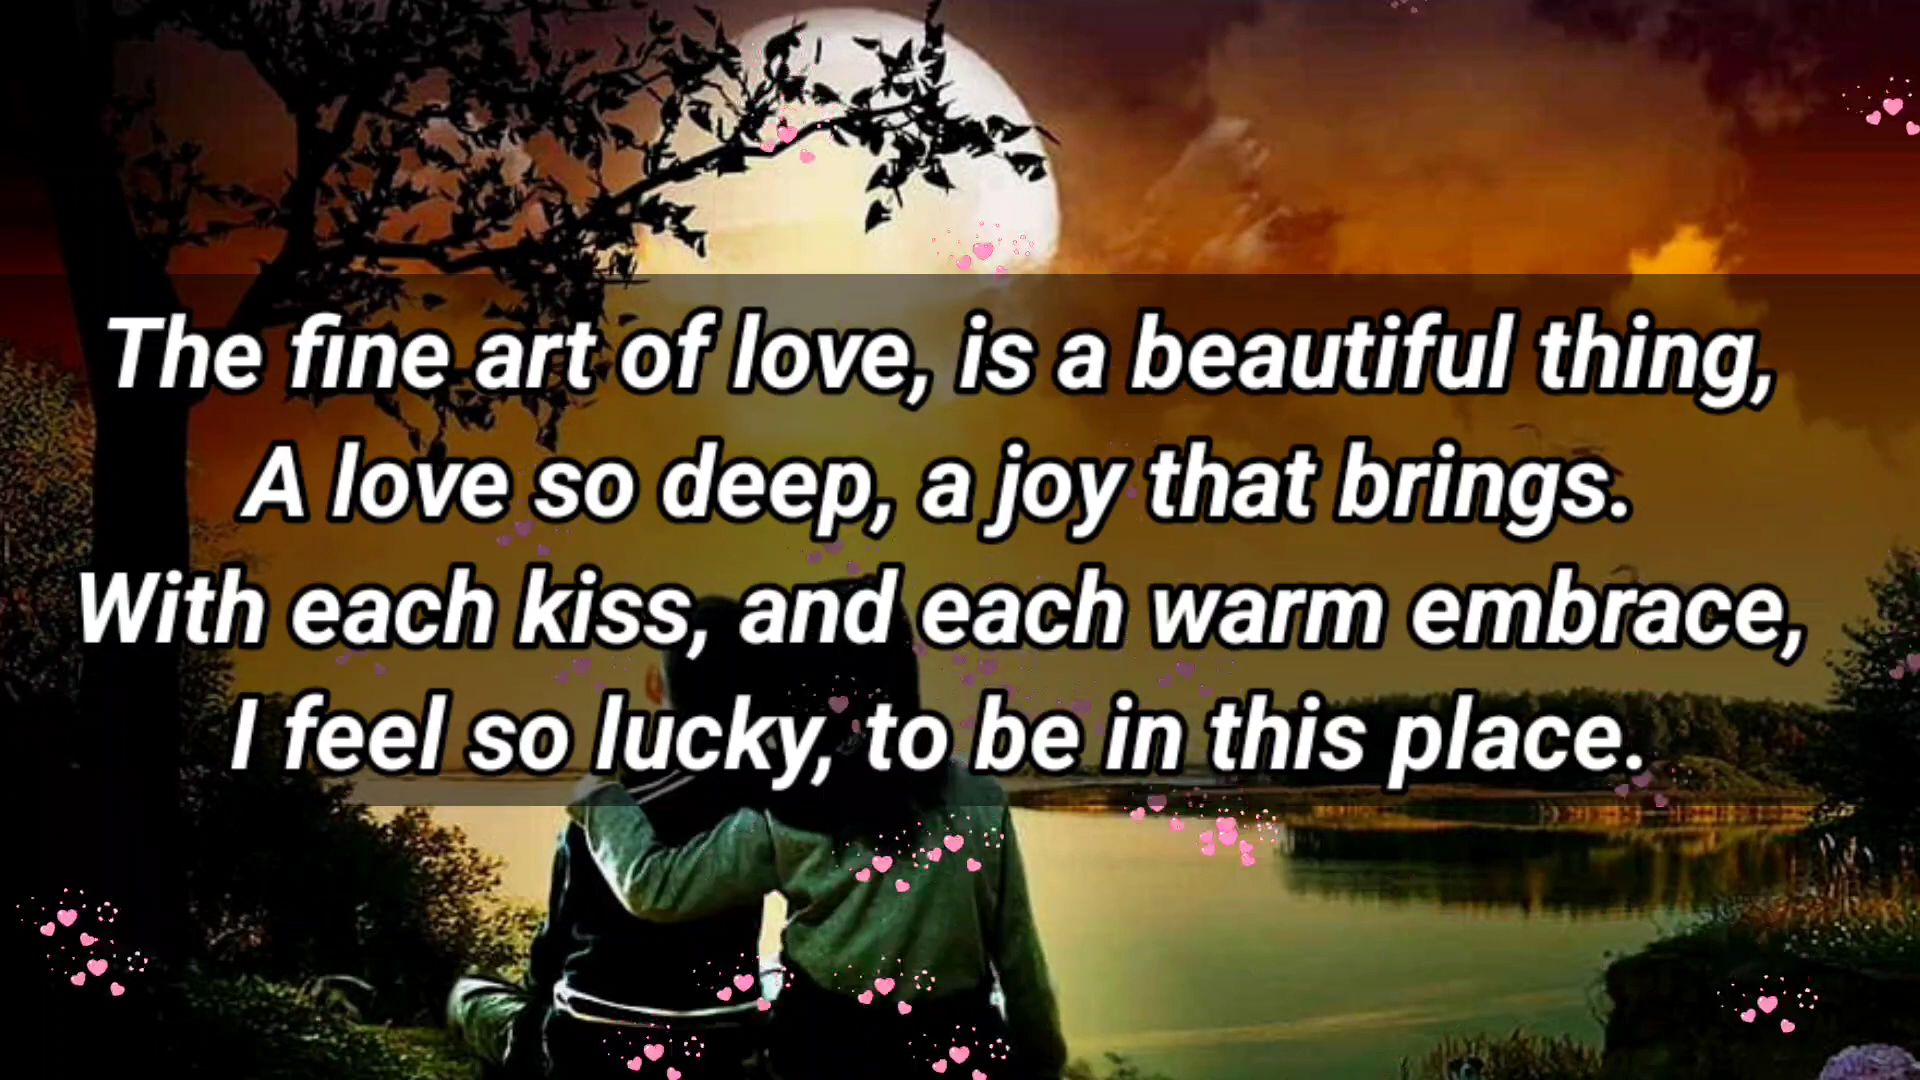 The fine art of love, is a beautiful thing,
A love so deep, a joy that brings.
With each kiss, and each warm embrace,
I feel so lucky, to be in this place.